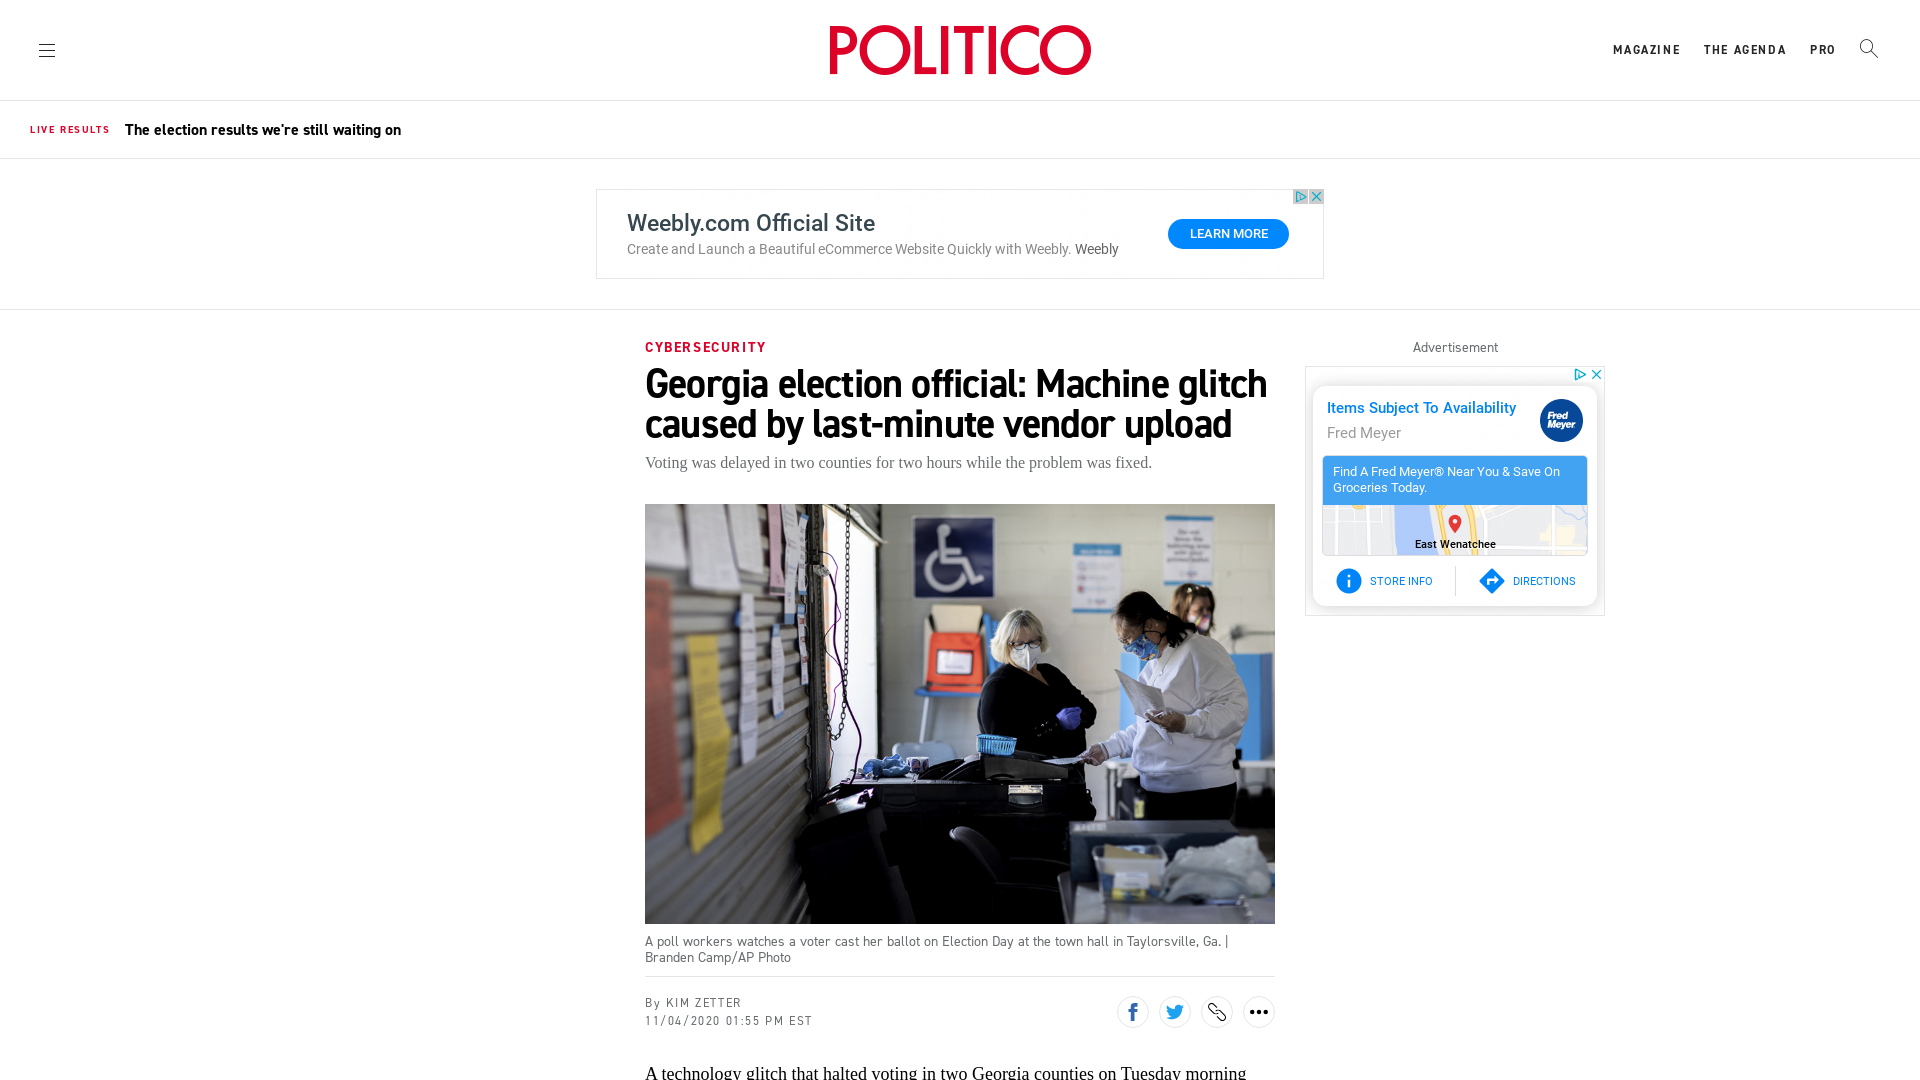 POLITICO
MAGAZINE THE AGENDA PRO
LIVE RESULTS The election results we're still waiting on
Weebly.com Official Site
Create and Launch a Beautiful eCommerce Website Quickly with Weebly. Weebly
LEARN MORE
CYBERSECURITY
Georgia election official: Machine glitch
caused by last-minute vendor upload
Voting was delayed in two counties for two hours while the problem was fixed.
A poll workers watches a voter cast her ballot on Election Day at the town hall in Taylorsville, Ga. |
Branden Camp/AP Photo
By KIM ZETTER
11/04/2020 01:55 PM EST
A technology glitch that halted voting in two Georgia counties on Tuesday morning
Advertisement
Items Subject To Availability
Fred Meyer
Fred
Meyer
Find A Fred Meyer® Near You & Save On
Groceries Today.
East Wenatchee
STORE INFO
DIRECTIONS